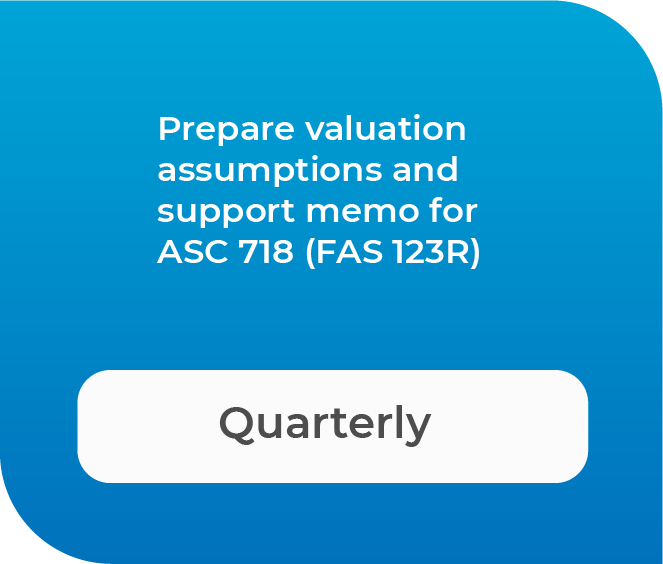 Prepare valuation
assumptions and
support memo for
ASC 718 (FAS 123R)
Quarterly